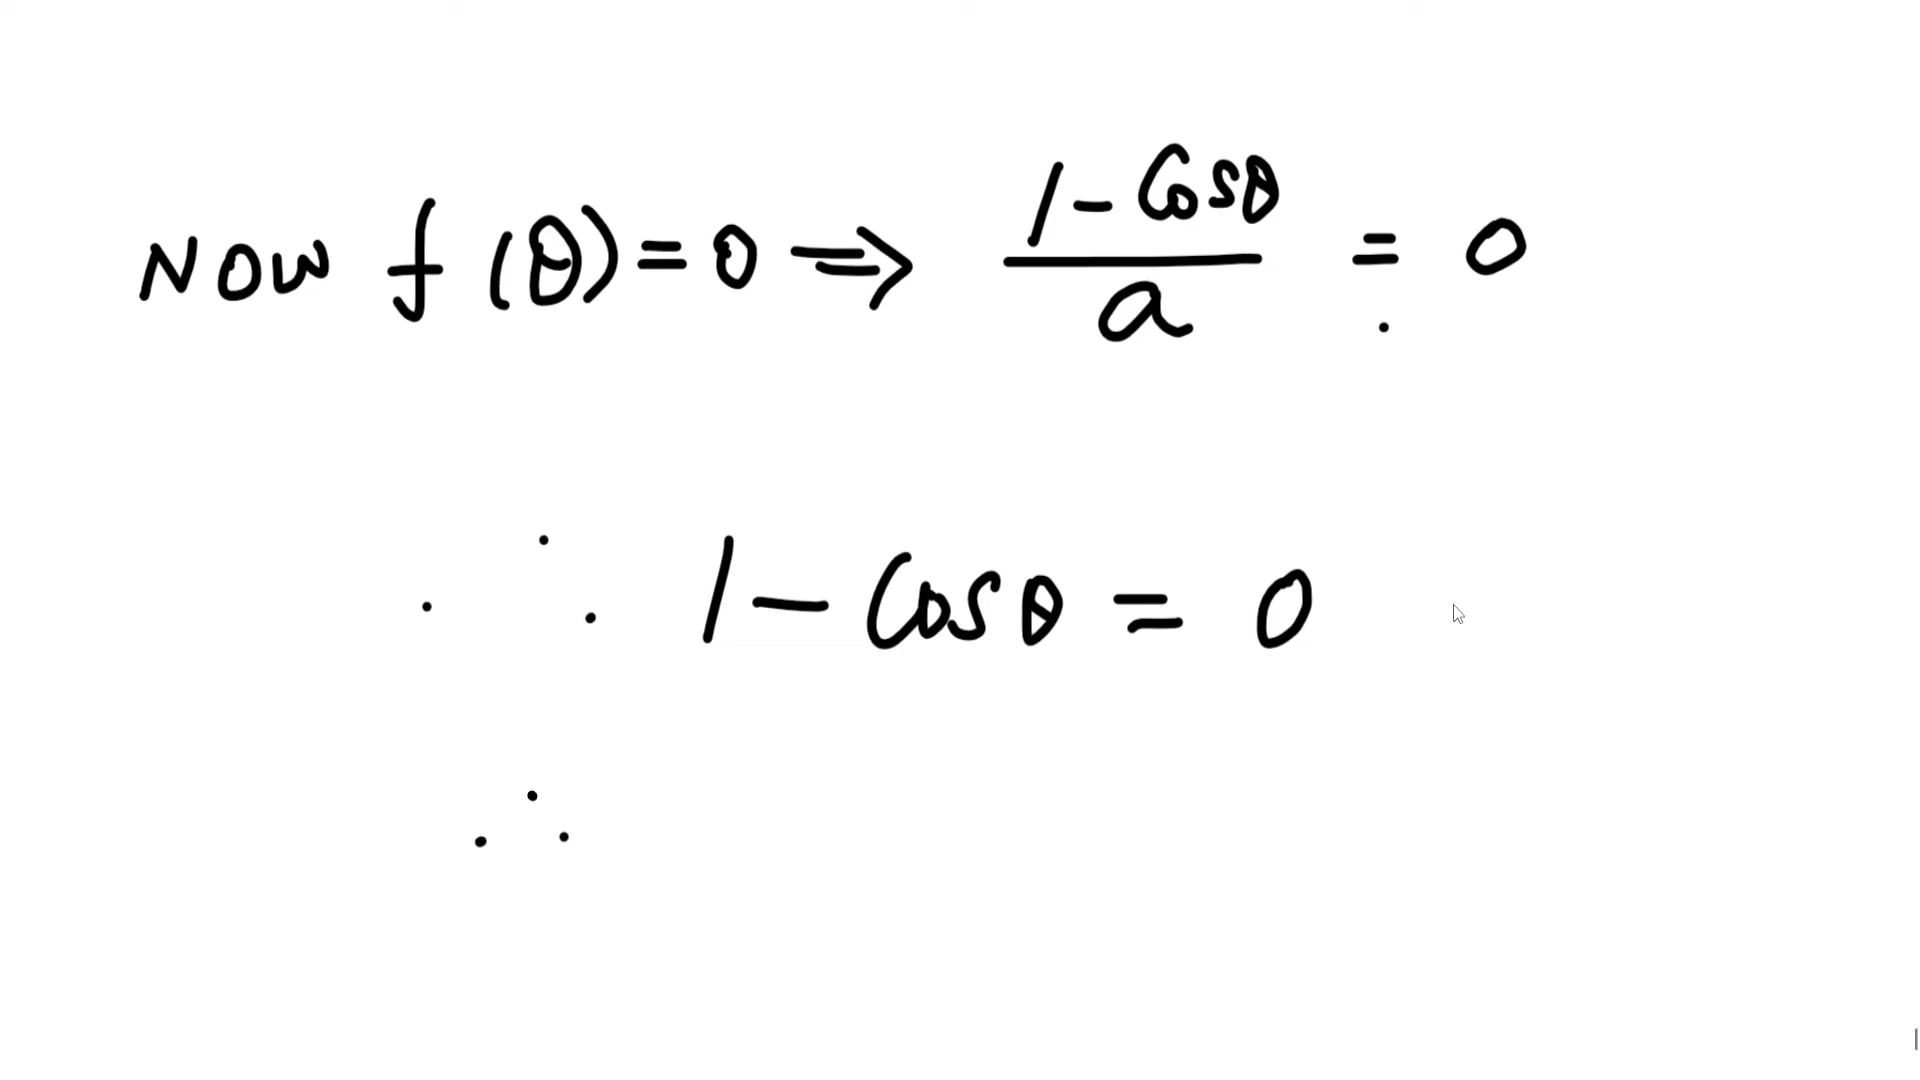 NOW f(θ) = 0 ⇒ (1 - Cosθ)/a = 0
∴ 1 - Cosθ = 0
∴